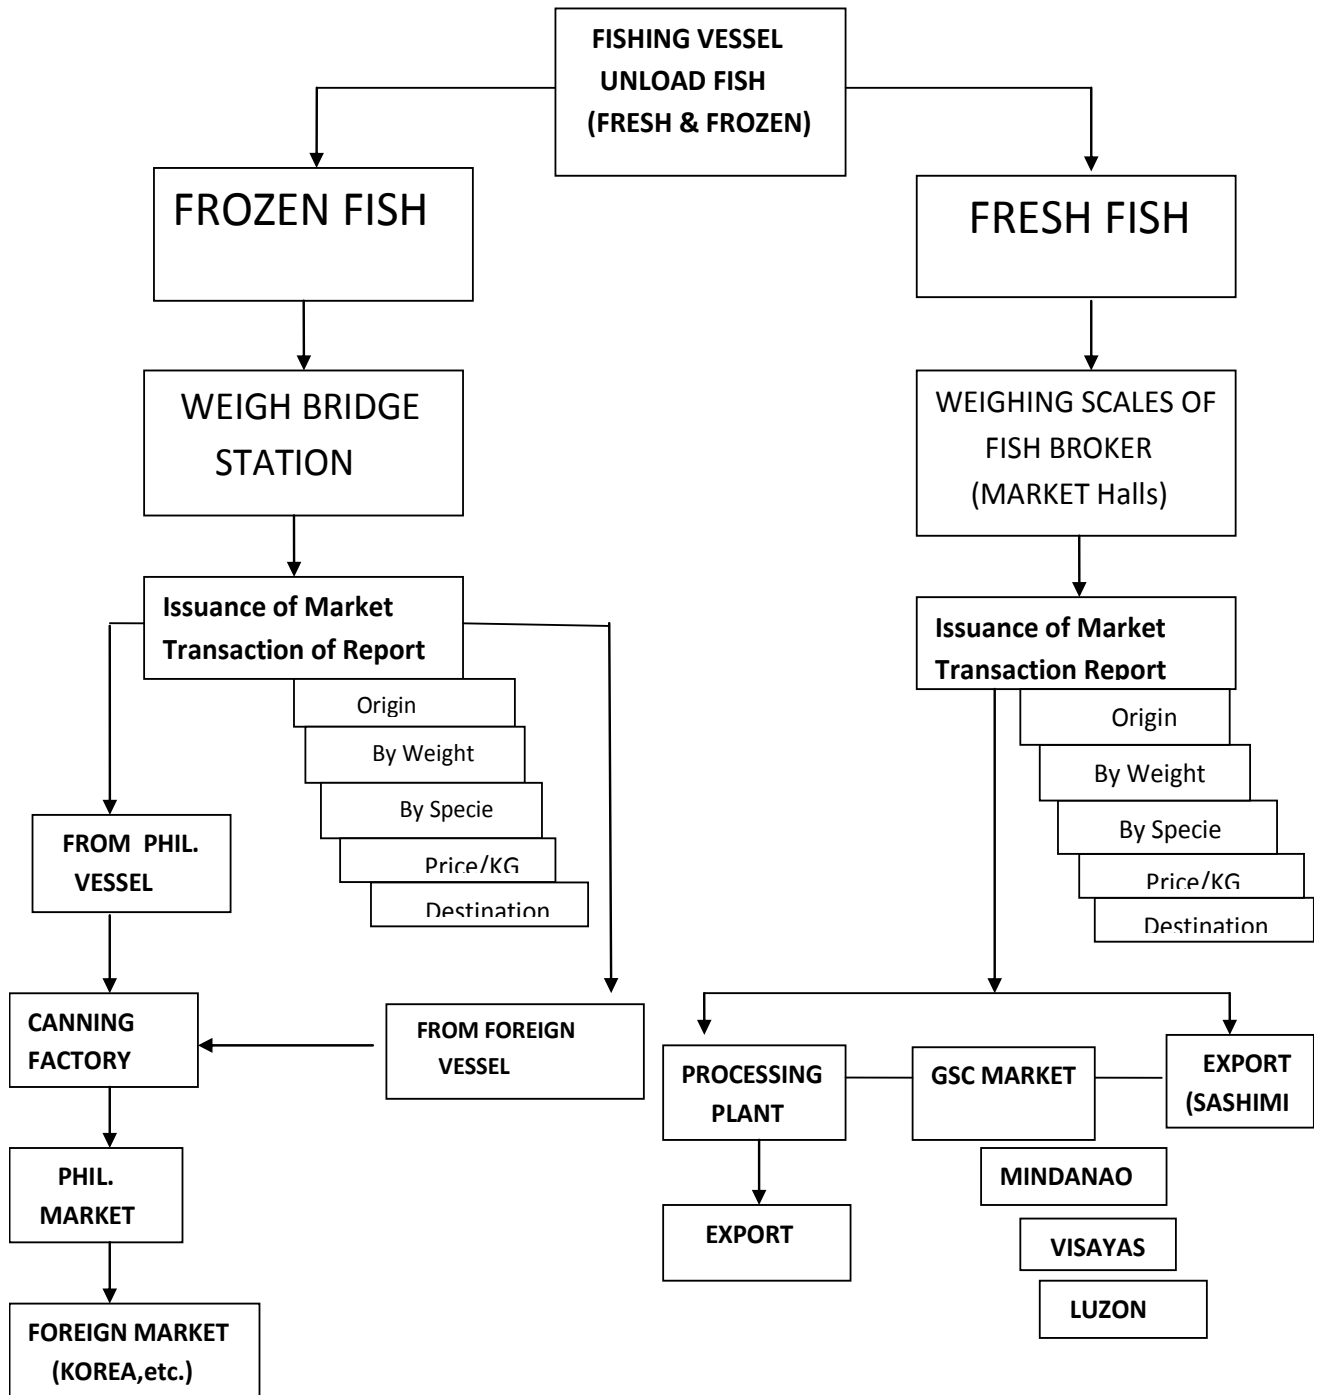 FISHING VESSEL
UNLOAD FISH
(FRESH & FROZEN)
FROZEN FISH
FRESH FISH
WEIGH BRIDGE
STATION
WEIGHING SCALES OF
FISH BROKER
(MARKET Halls)
Issuance of Market
Transaction of Report
Origin
By Weight
By Specie
Price/KG
Destination
Issuance of Market
Transaction Report
Origin
By Weight
By Specie
Price/KG
Destination
FROM PHIL.
VESSEL
CANNING
FACTORY
FROM FOREIGN
VESSEL
PHIL.
MARKET
FOREIGN MARKET
(KOREA,etc.)
PROCESSING
PLANT
GSC MARKET
EXPORT
(SASHIMI
EXPORT
MINDANAO
VISAYAS
LUZON